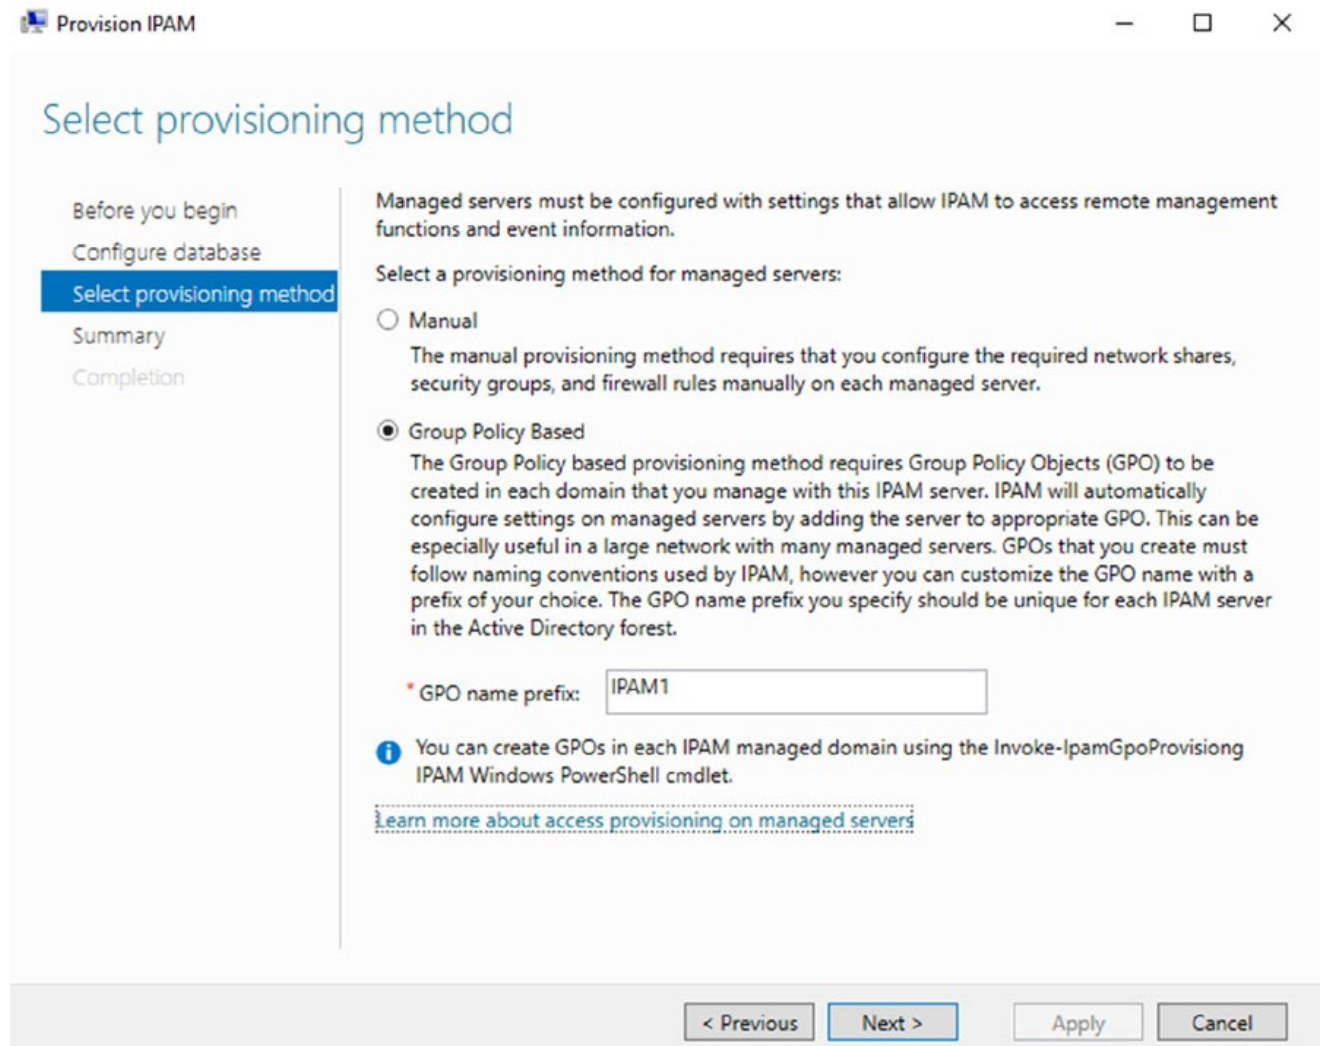 Provision IPAM
Select provisioning method
Before you begin
Configure database
Select provisioning method
Summary
Completion
Managed servers must be configured with settings that allow IPAM to access remote management
functions and event information.
Select a provisioning method for managed servers:
Manual
The manual provisioning method requires that you configure the required network shares,
security groups, and firewall rules manually on each managed server.
Group Policy Based
The Group Policy based provisioning method requires Group Policy Objects (GPO) to be
created in each domain that you manage with this IPAM server. IPAM will automatically
configure settings on managed servers by adding the server to appropriate GPO. This can be
especially useful in a large network with many managed servers. GPOs that you create must
follow naming conventions used by IPAM, however you can customize the GPO name with a
prefix of your choice. The GPO name prefix you specify should be unique for each IPAM server
in the Active Directory forest.
* GPO name prefix: IPAM1
You can create GPOs in each IPAM managed domain using the Invoke-IpamGpoProvisiong
IPAM Windows PowerShell cmdlet.
Learn more about access provisioning on managed servers
< Previous Next > Apply Cancel